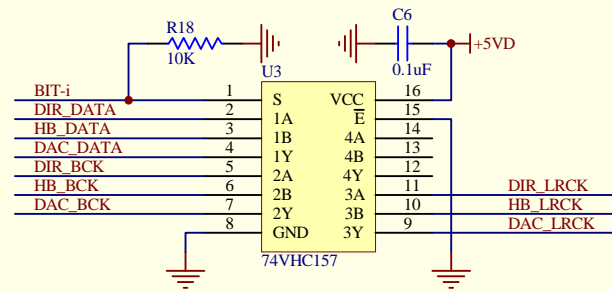 R18
10K
C6
+5VD
0.1uF
U3
BIT-i 1 S VCC 16
DIR_DATA 2 1A E 15
HB_DATA 3 1B 4A 14
DAC_DATA 4 1Y 4B 13
DIR_BCK 5 2A 4Y 12
HB_BCK 6 2B 3A 11 DIR_LRCK
DAC_BCK 7 2Y 3B 10 HB_LRCK
8 GND 3Y 9 DAC_LRCK
74VHC157